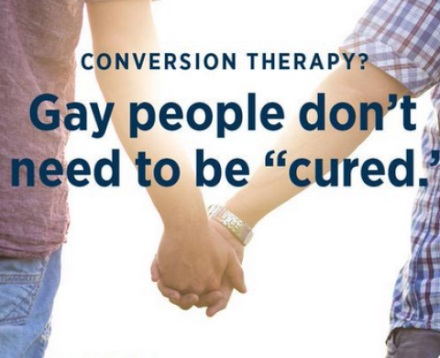 CONVERSION THERAPY?
Gay people don't
need to be “cured.”